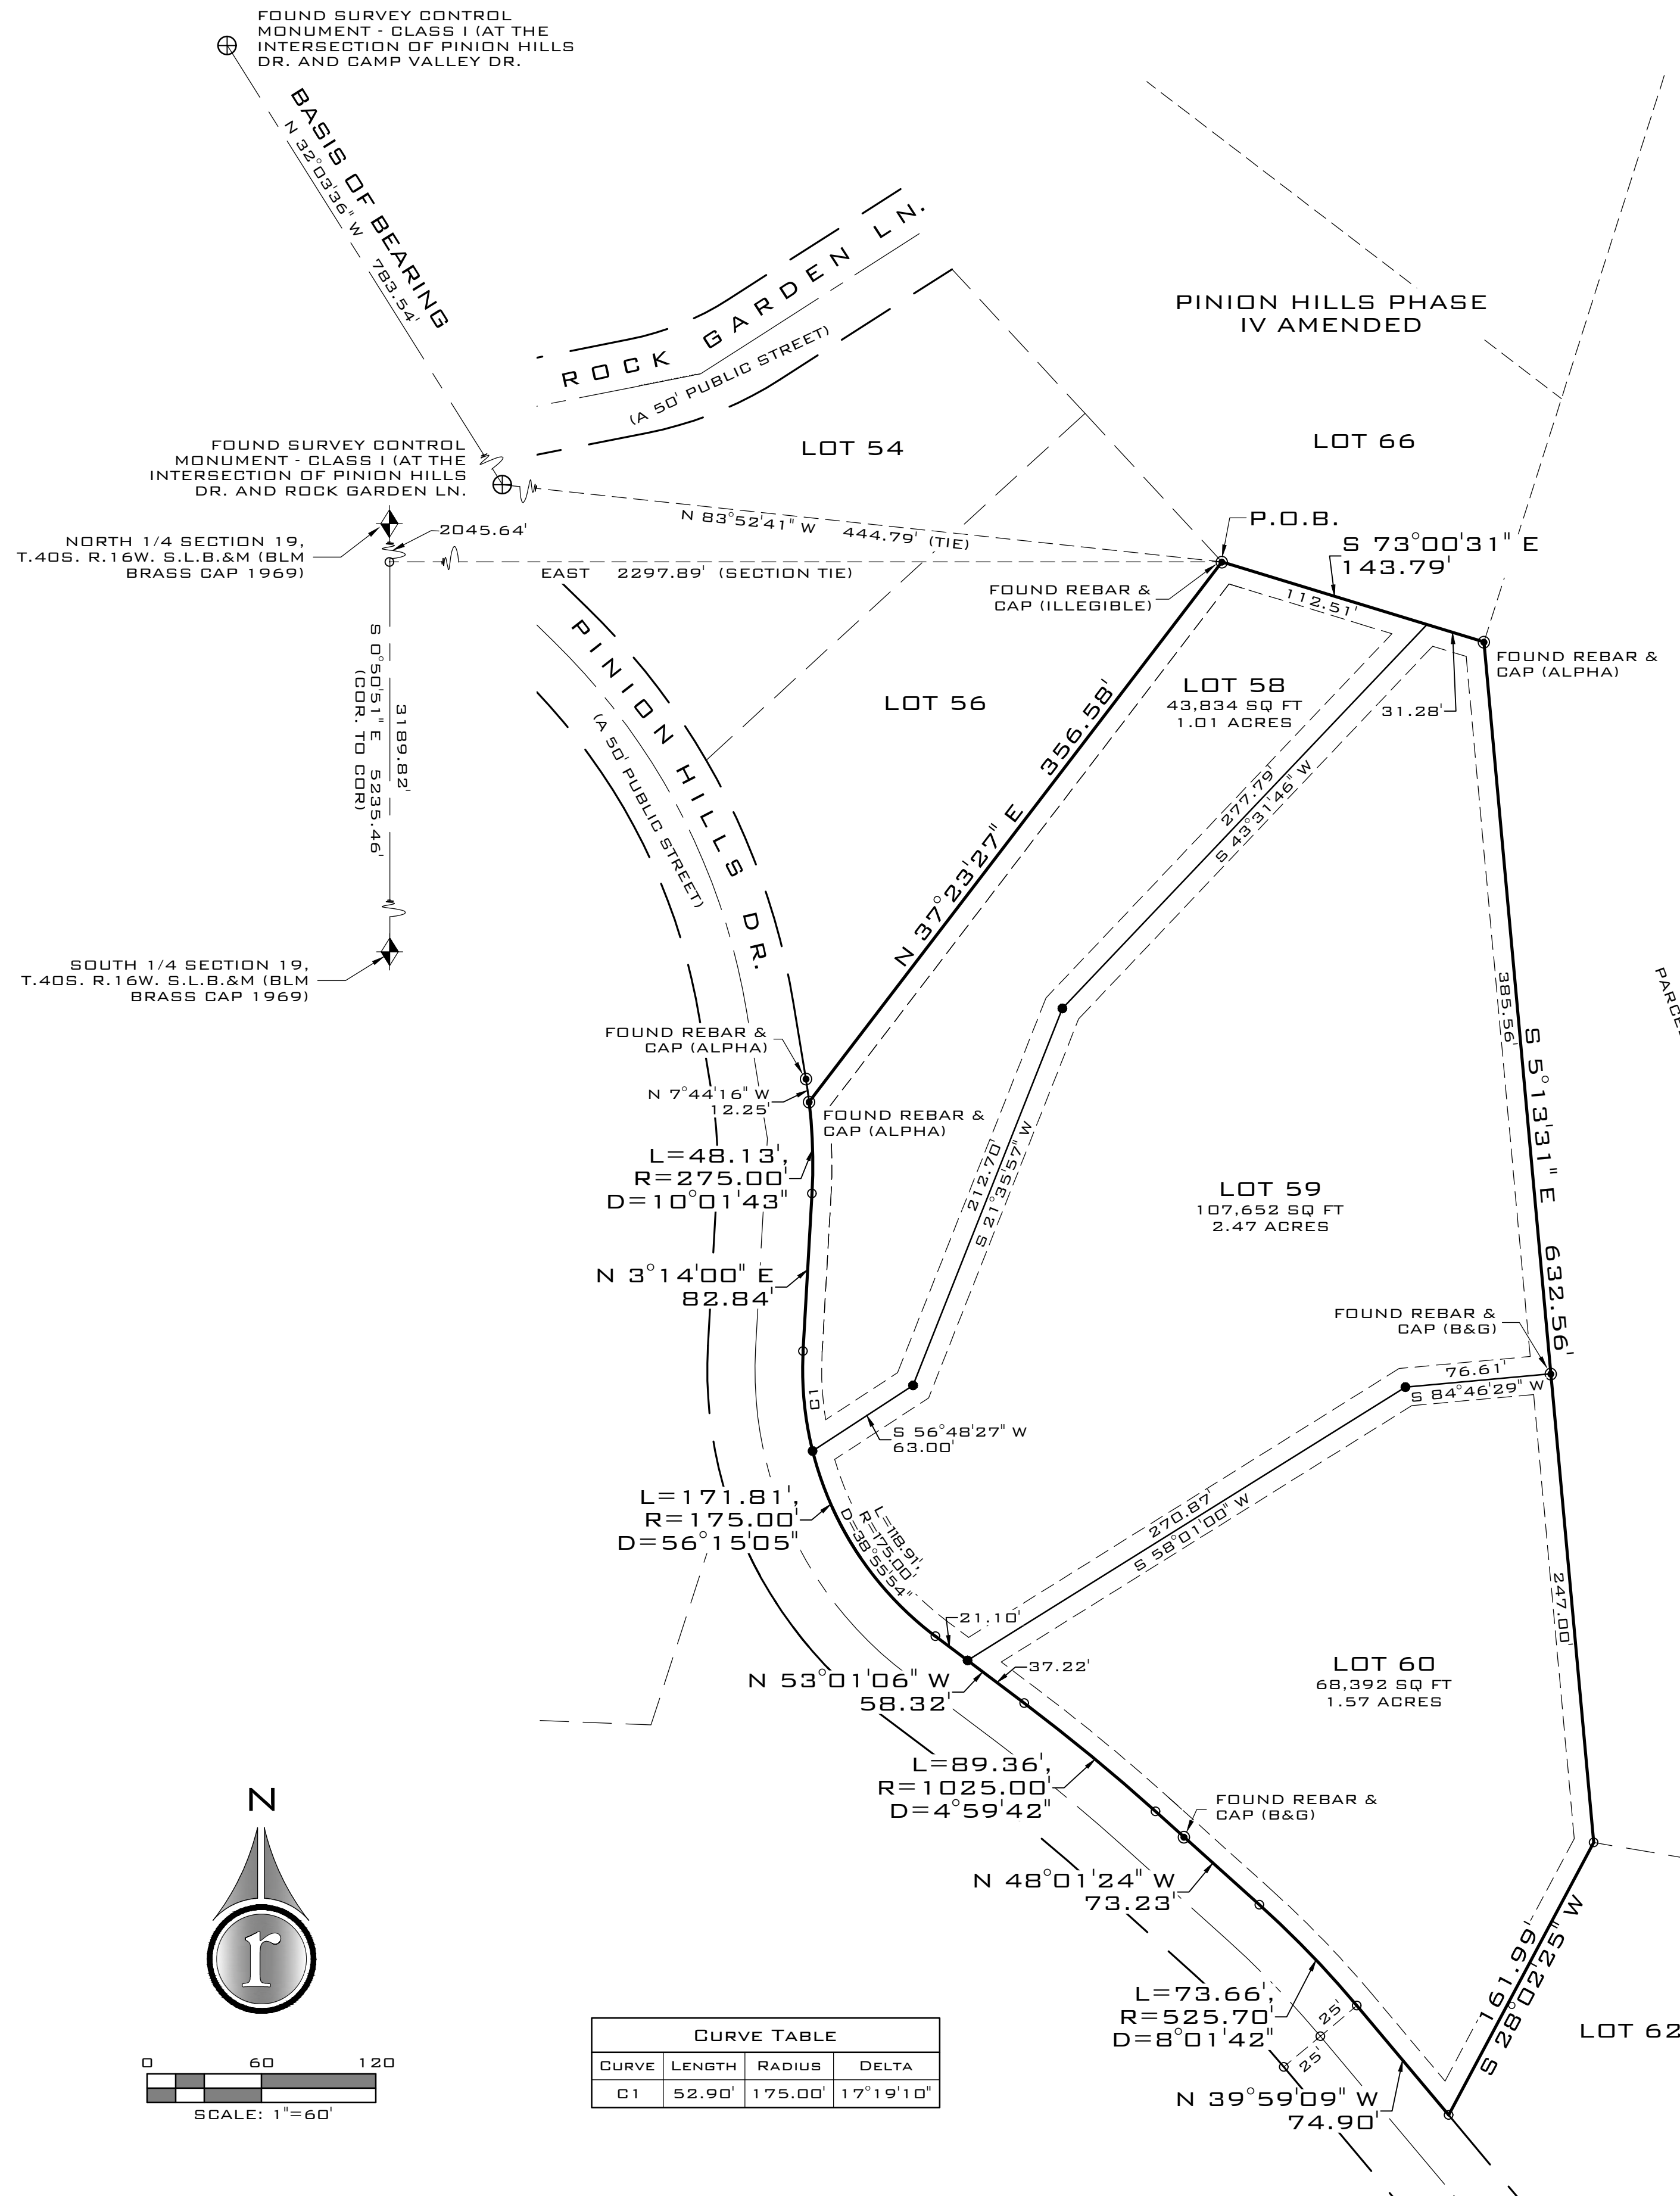 FOUND SURVEY CONTROL
MONUMENT - CLASS I (AT THE
INTERSECTION OF PINION HILLS
DR. AND CAMP VALLEY DR.
BASIS OF BEARING
N 32°03'36" W 783.54'
ROCK GARDEN LN.
(A 50' PUBLIC STREET)
PINION HILLS PHASE
IV AMENDED
LOT 54
LOT 66
FOUND SURVEY CONTROL
MONUMENT - CLASS I (AT THE
INTERSECTION OF PINION HILLS
DR. AND ROCK GARDEN LN.
2045.64'
NORTH 1/4 SECTION 19,
T.40S. R.16W. S.L.B.&M (BLM
BRASS CAP 1969)
N 83°52'41" W 444.79' (TIE)
EAST 2297.89' (SECTION TIE)
P.O.B.
S 73°00'31" E
143.79'
FOUND REBAR &
CAP (ILLEGIBLE)
112.51'
FOUND REBAR &
CAP (ALPHA)
31.28'
S 0°50'51" E 5235.46'
(COR. TO COR)
3189.82'
PINION HILLS DR.
(A 50' PUBLIC STREET)
LOT 56
LOT 58
43,834 SQ FT
1.01 ACRES
N 37°23'27" E 356.58'
277.79'
S 43°31'46" W
SOUTH 1/4 SECTION 19,
T.40S. R.16W. S.L.B.&M (BLM
BRASS CAP 1969)
385.56'
S 5°13'31" E 632.56'
FOUND REBAR &
CAP (ALPHA)
N 7°44'16" W
12.25'
FOUND REBAR &
CAP (ALPHA)
L=48.13',
R=275.00'
D=10°01'43"
212.70'
S 21°35'57" W
LOT 59
107,652 SQ FT
2.47 ACRES
N 3°14'00" E
82.84'
FOUND REBAR &
CAP (B&G)
76.61'
S 84°46'29" W
C1
S 56°48'27" W
63.00'
L=171.81',
R=175.00'
D=56°15'05"
L=118.91',
R=175.00'
D=38°55'54"
270.87'
S 58°01'00" W
247.00'
21.10'
37.22'
N 53°01'06" W
58.32'
LOT 60
68,392 SQ FT
1.57 ACRES
L=89.36',
R=1025.00'
D=4°59'42"
FOUND REBAR &
CAP (B&G)
N 48°01'24" W
73.23'
161.99'
S 28°02'25" W
L=73.66',
R=525.70'
D=8°01'42"
25'
25'
LOT 62
N 39°59'09" W
74.90'
N
r
0 60 120
SCALE: 1"=60'
CURVE TABLE
CURVE LENGTH RADIUS DELTA
C1 52.90' 175.00' 17°19'10"